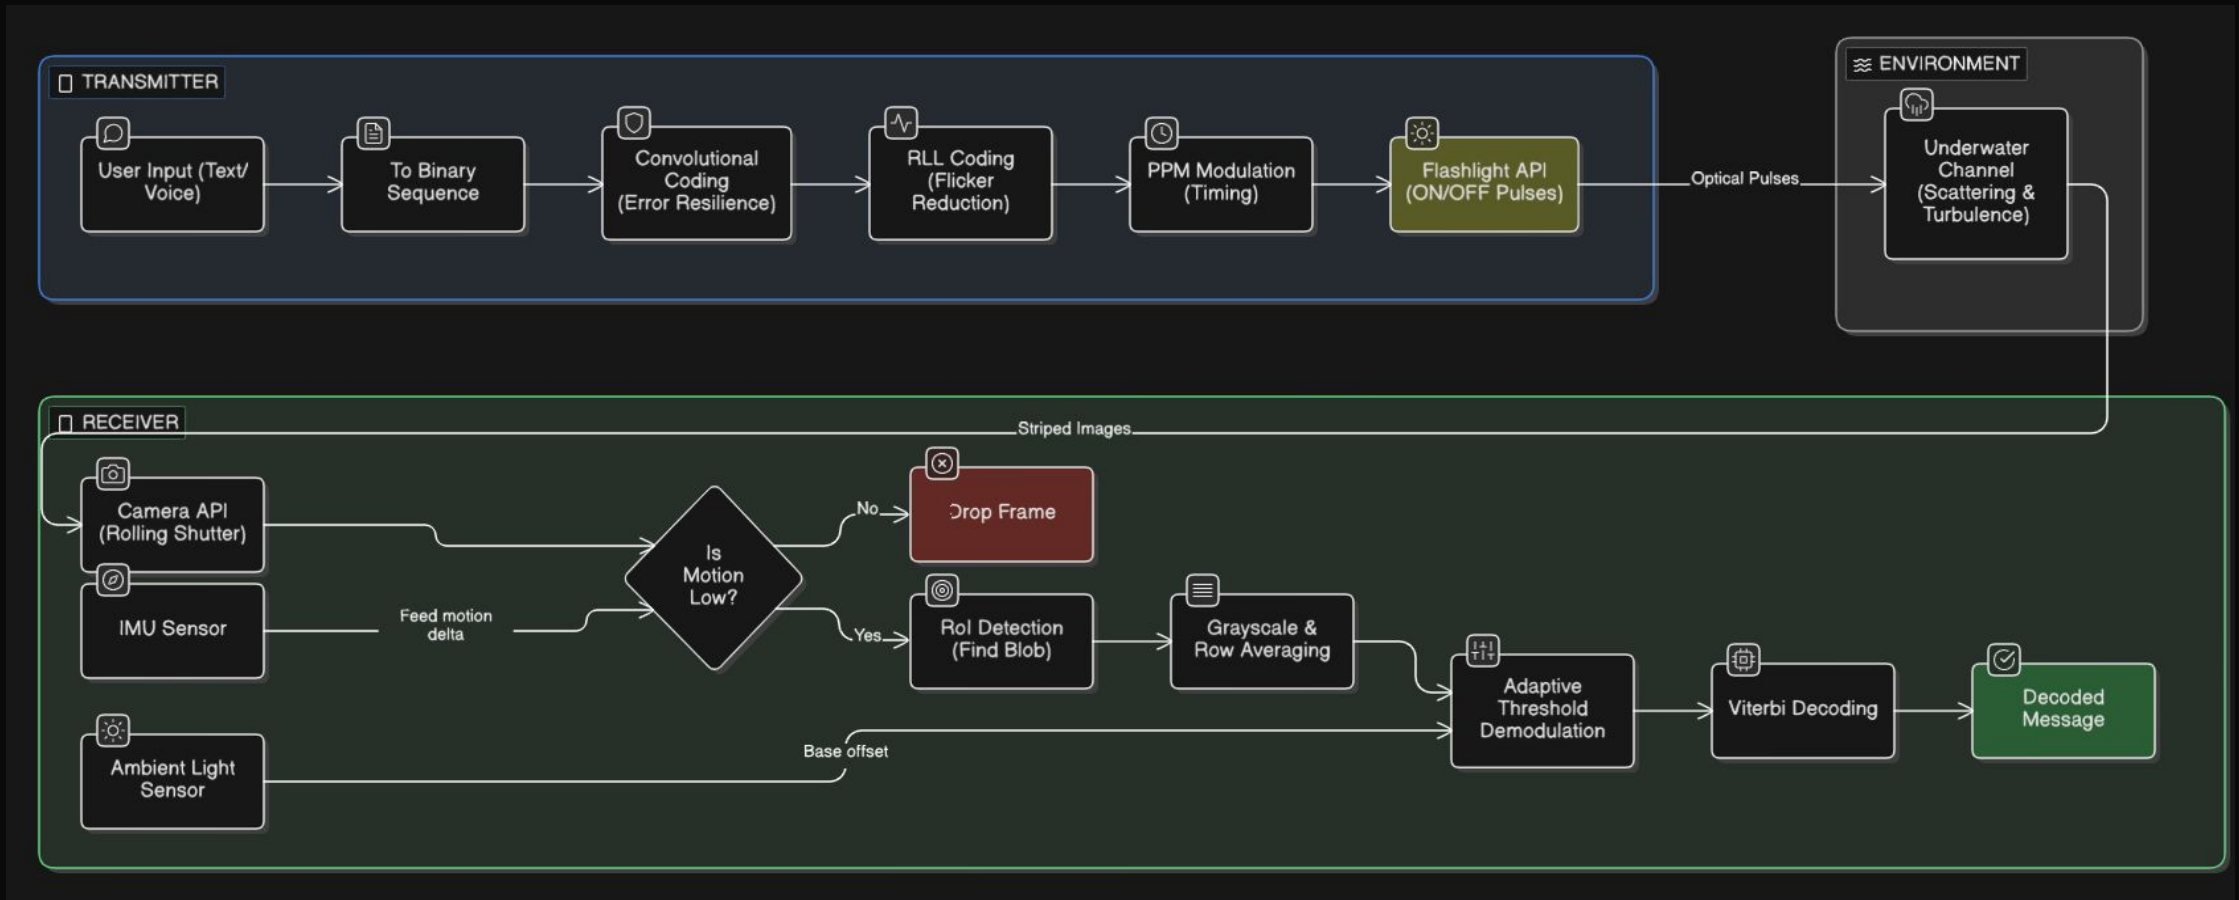 TRANSMITTER
User Input (Text/
Voice)
To Binary
Sequence
Convolutional
Coding
(Error Resilience)
RLL Coding
(Flicker
Reduction)
PPM Modulation
(Timing)
Flashlight API
(ON/OFF Pulses)
Optical Pulses
ENVIRONMENT
Underwater
Channel
(Scattering &
Turbulence)
RECEIVER
Striped Images
Camera API
(Rolling Shutter)
IMU Sensor
Feed motion
delta
Is
Motion
Low?
No
Drop Frame
Yes
RoI Detection
(Find Blob)
Grayscale &
Row Averaging
Ambient Light
Sensor
Base offset
Adaptive
Threshold
Demodulation
Viterbi Decoding
Decoded
Message